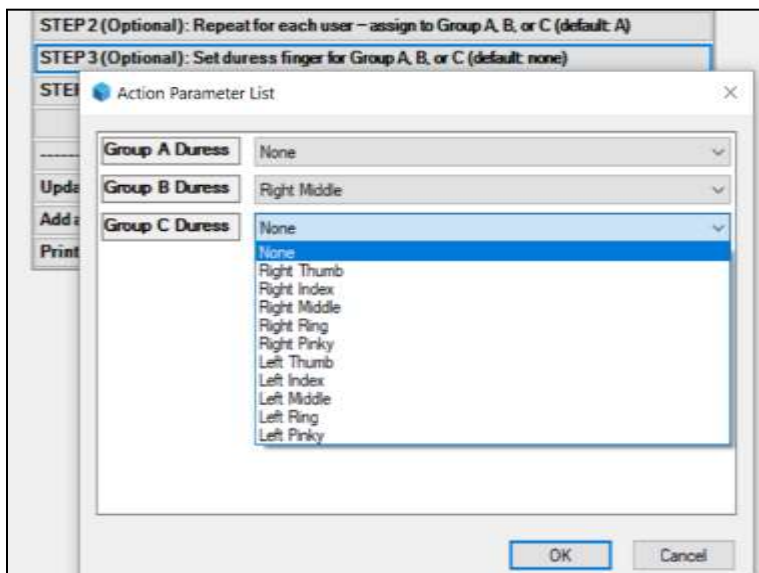 STEP 2 (Optional): Repeat for each user – assign to Group A, B, or C (default: A)
STEP 3 (Optional): Set duress finger for Group A, B, or C (default: none)
STEP
Action Parameter List
Group A Duress None
-------
Group B Duress Right Middle
Upda
Group C Duress None
Add a
None
Print
Right Thumb
Right Index
Right Middle
Right Ring
Right Pinky
Left Thumb
Left Index
Left Middle
Left Ring
Left Pinky
OK Cancel